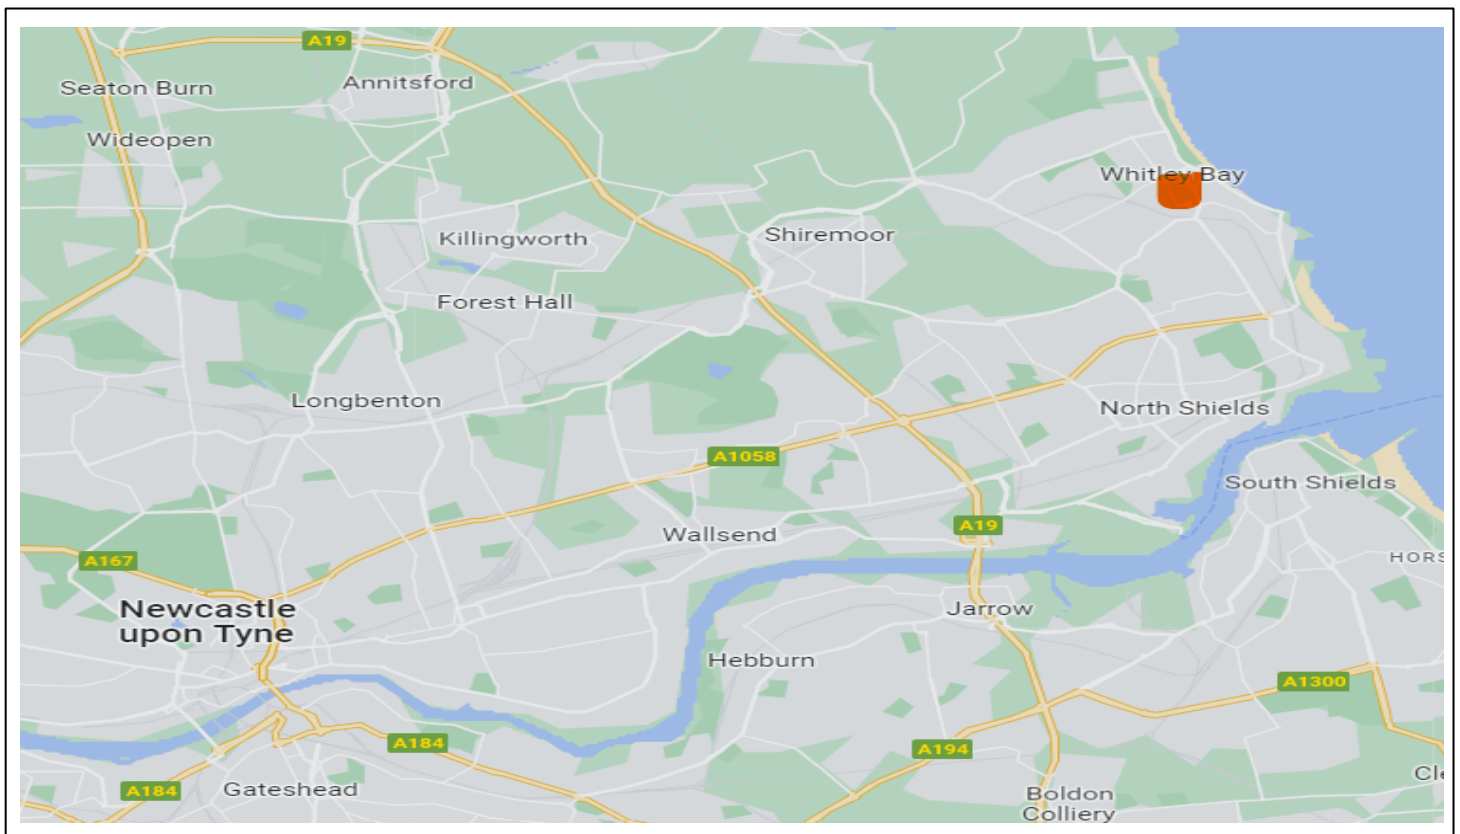 A19
Seaton Burn
Annitsford
Wideopen
Whitley Bay
Killingworth
Shiremoor
Forest Hall
Longbenton
North Shields
A1058
South Shields
Wallsend
A19
A167
HORS
Newcastle
upon Tyne
Jarrow
Hebburn
A1300
A184
A194
Cle
A184
Gateshead
Boldon
Colliery